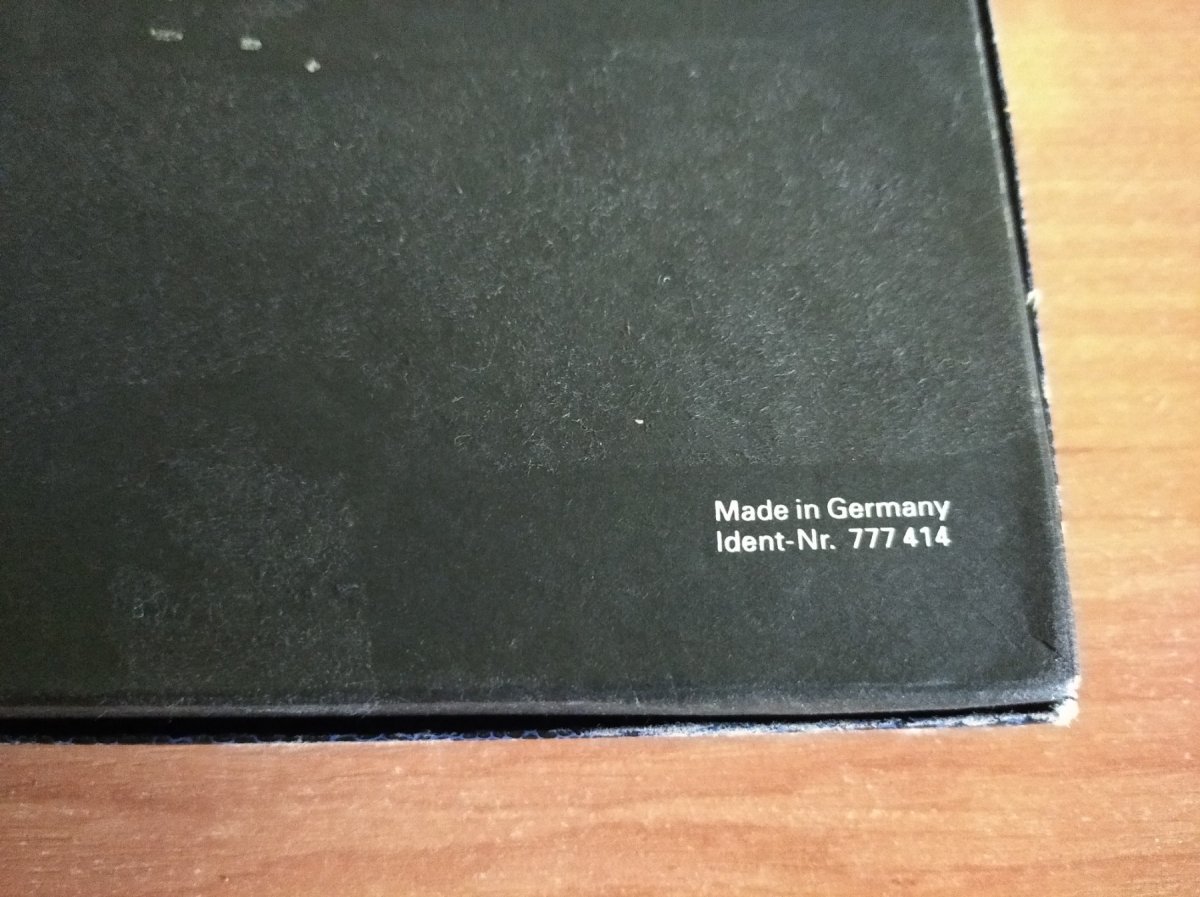 Made in Germany
Ident-Nr. 777 414